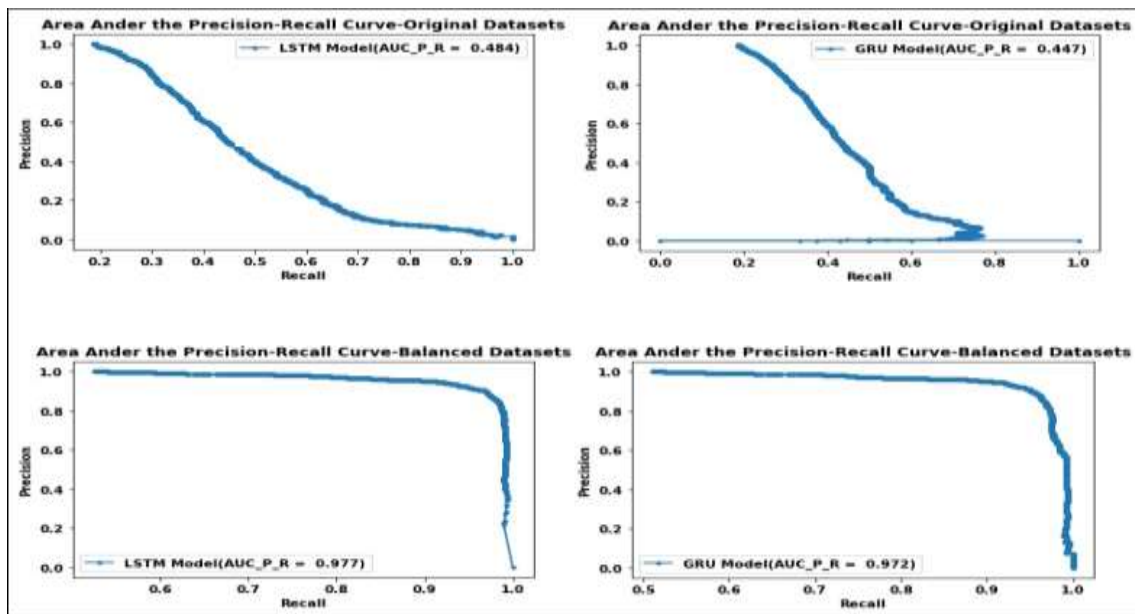 Area Ander the Precision-Recall Curve-Original Datasets
LSTM Model(AUC_P_R = 0.484)
Precision
1.0
0.8
0.6
0.4
0.2
0.0
0.2 0.3 0.4 0.5 0.6 0.7 0.8 0.9 1.0
Recall
Area Ander the Precision-Recall Curve-Original Datasets
GRU Model(AUC_P_R = 0.447)
Precision
1.0
0.8
0.6
0.4
0.2
0.0
0.0 0.2 0.4 0.6 0.8 1.0
Recall
Area Ander the Precision-Recall Curve-Balanced Datasets
Precision
1.0
0.8
0.6
0.4
0.2
0.0
LSTM Model(AUC_P_R = 0.977)
0.6 0.7 0.8 0.9 1.0
Recall
Area Ander the Precision-Recall Curve-Balanced Datasets
Precision
1.0
0.8
0.6
0.4
0.2
0.0
GRU Model(AUC_P_R = 0.972)
0.5 0.6 0.7 0.8 0.9 1.0
Recall